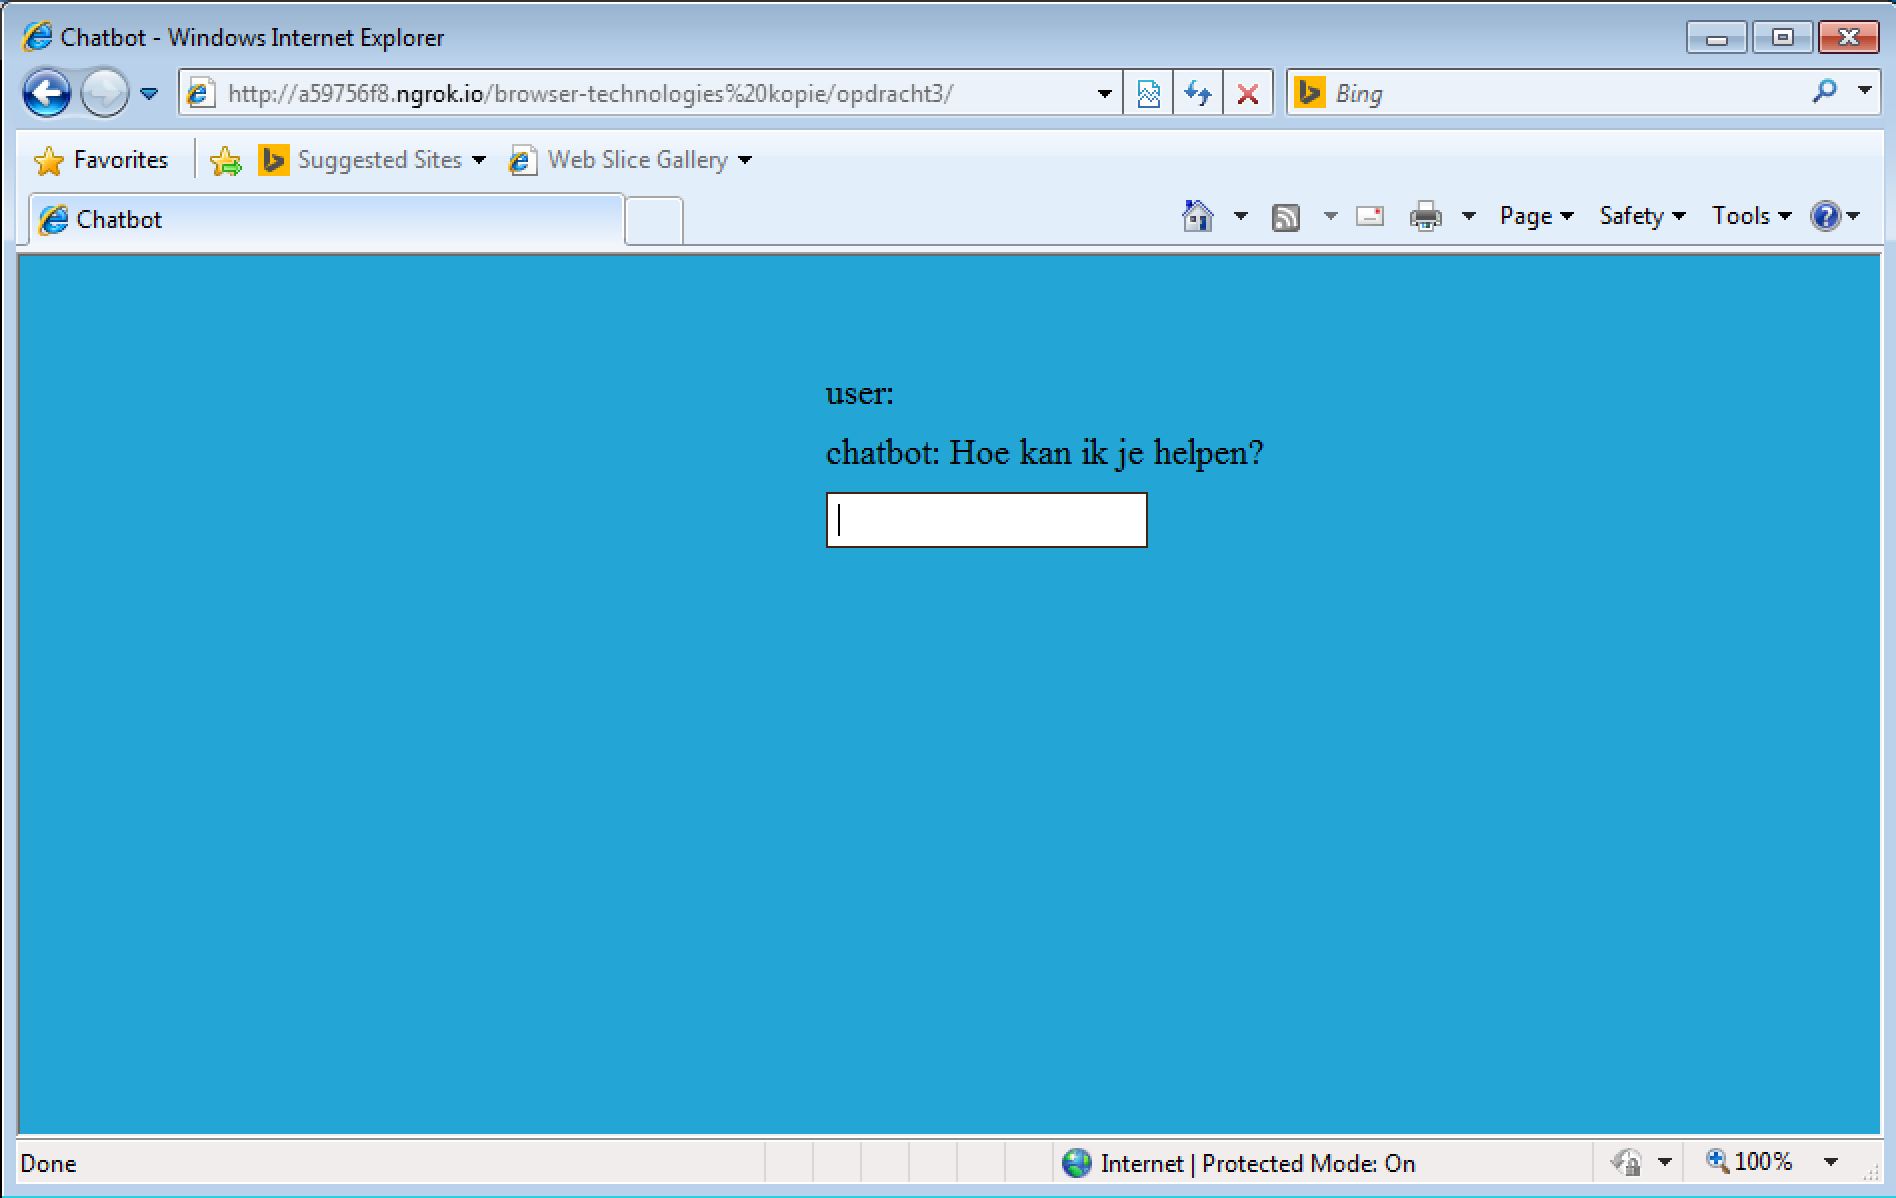 Chatbot - Windows Internet Explorer
http://a59756f8.ngrok.io/browser-technologies%20kopie/opdracht3/
Bing
Favorites
Suggested Sites
Web Slice Gallery
Chatbot
Page
Safety
Tools
user:
chatbot: Hoe kan ik je helpen?
Done
Internet | Protected Mode: On
100%